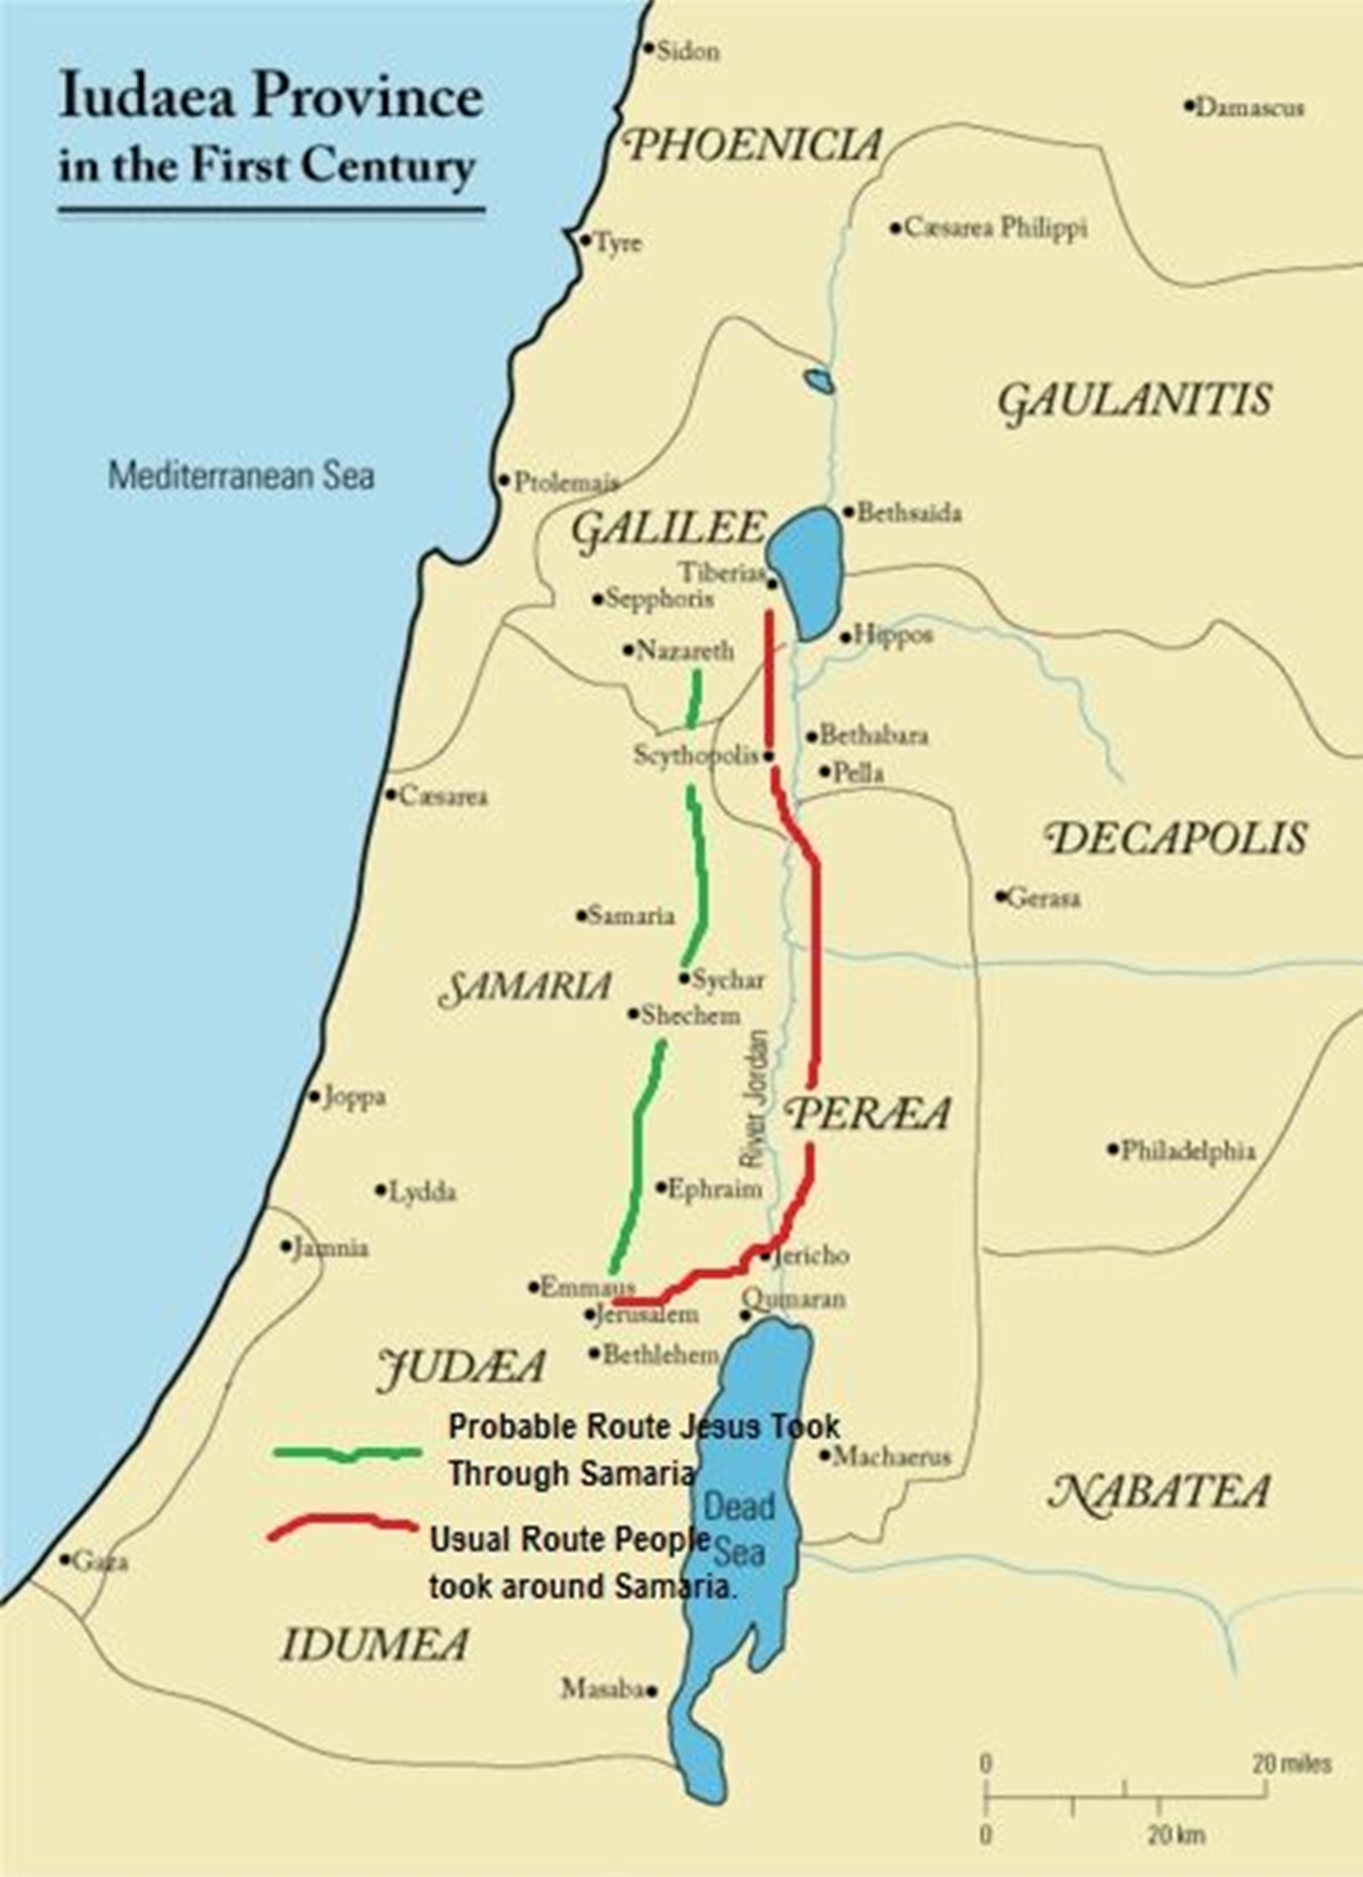 Iudaea Province
in the First Century
Sidon
Damascus
PHOENICIA
Cæsarea Philippi
Tyre
GAULANITIS
Mediterranean Sea
Ptolemais
Bethsaida
GALILEE
Tiberias
Sepphoris
Hippos
Nazareth
Bethabara
Scythopolis
Pella
Cæsarea
DECAPOLIS
Gerasa
Samaria
SAMARIA
Sychar
Shechem
River Jordan
Joppa
PERÆA
Philadelphia
Lydda
Ephraim
Jamnia
Jericho
Emmaus
Qumaran
Jerusalem
Bethlehem
JUDÆA
Probable Route Jesus Took
Through Samaria
Machaerus
NABATEA
Dead
Sea
Usual Route People
took around Samaria.
Gaza
IDUMEA
Masaba
0 20 miles
0 20 km